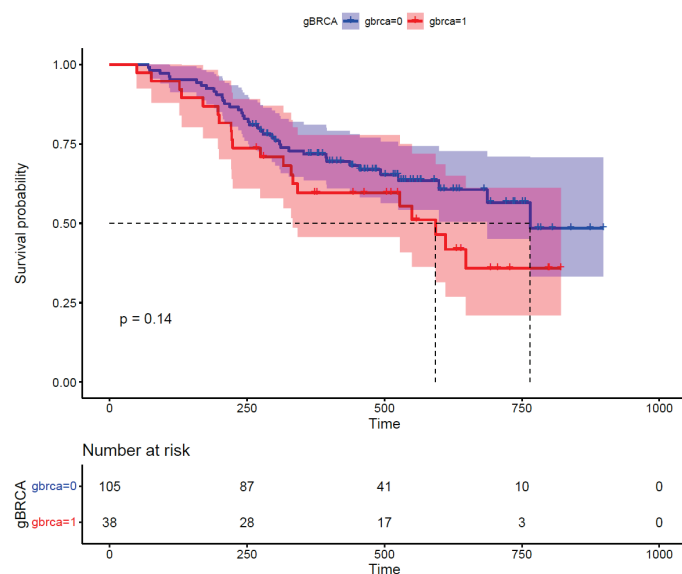 gBRCA gbrca=0 gbrca=1
1.00
0.75
0.50
0.25
0.00
Survival probability
p = 0.14
0 250 500 750 1000
Time
Number at risk
gBRCA
gbrca=0 105 87 41 10 0
gbrca=1 38 28 17 3 0
0 250 500 750 1000
Time